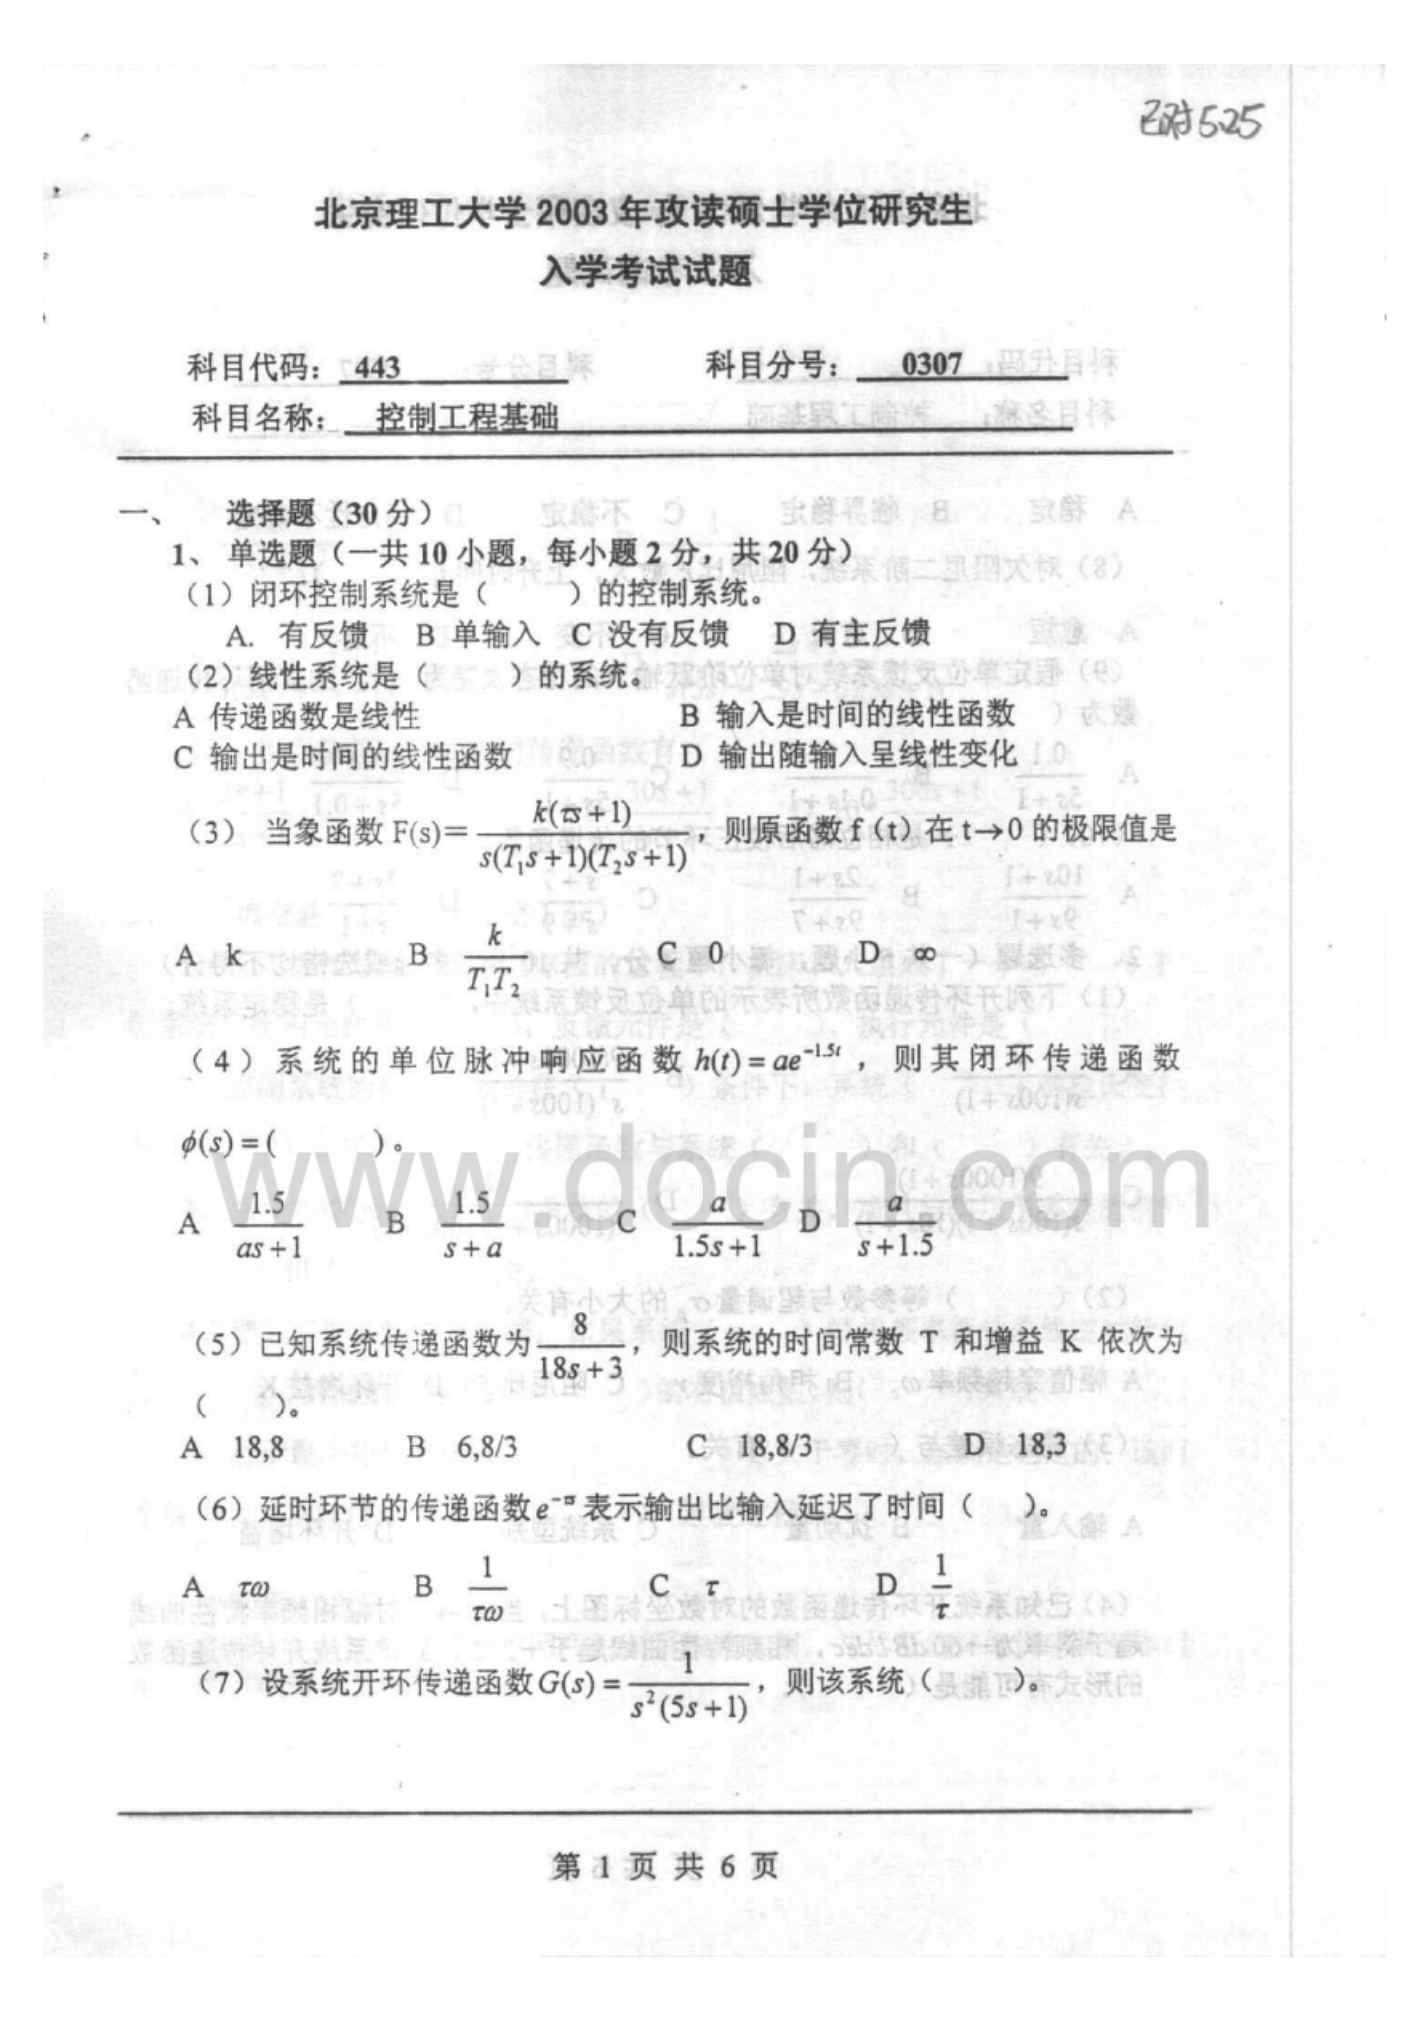 525
北京理工大学2003年攻读硕士学位研究生
入学考试试题
科目代码： 443 科目分号： 0307
科目名称： 控制工程基础
一、 选择题（30分）
1、单选题（一共10小题，每小题2分，共20分）
（1）闭环控制系统是（ ）的控制系统。
A. 有反馈 B 单输入 C 没有反馈 D 有主反馈
（2）线性系统是（ ）的系统。
A 传递函数是线性 B 输入是时间的线性函数
C 输出是时间的线性函数 D 输出随输入呈线性变化
（3） 当象函数 F(s)= k(τs+1) / s(T₁s+1)(T₂s+1)，则原函数 f（t）在 t→0 的极限值是
A k B k/T₁T₂ C 0 D ∞
（4）系统的单位脉冲响应函数 h(t)=ae^{-1.5t}，则其闭环传递函数
ϕ(s)=( )。
A 1.5/(as+1) B 1.5/(s+a) C a/(1.5s+1) D a/(s+1.5)
（5）已知系统传递函数为 8/(18s+3)，则系统的时间常数 T 和增益 K 依次为
（ ）。
A 18,8 B 6,8/3 C 18,8/3 D 18,3
（6）延时环节的传递函数 e^{-τs} 表示输出比输入延迟了时间（ ）。
A τω B 1/τω C τ D 1/τ
（7）设系统开环传递函数 G(s)= 1/(s²(5s+1))，则该系统（ ）。
www.docin.com
第 1 页 共 6 页